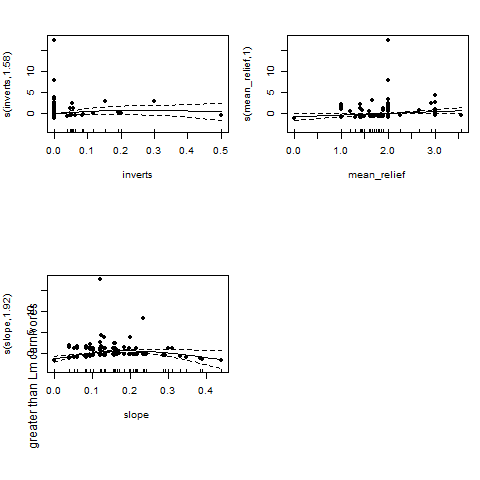 s(inverts,1.58)
0 5 10
0.0 0.1 0.2 0.3 0.4 0.5
inverts
s(mean_relief,1)
0 5 10
0.0 1.0 2.0 3.0
mean_relief
s(slope,1.92)
greater than Lm carnivores
0.0 0.1 0.2 0.3 0.4
slope